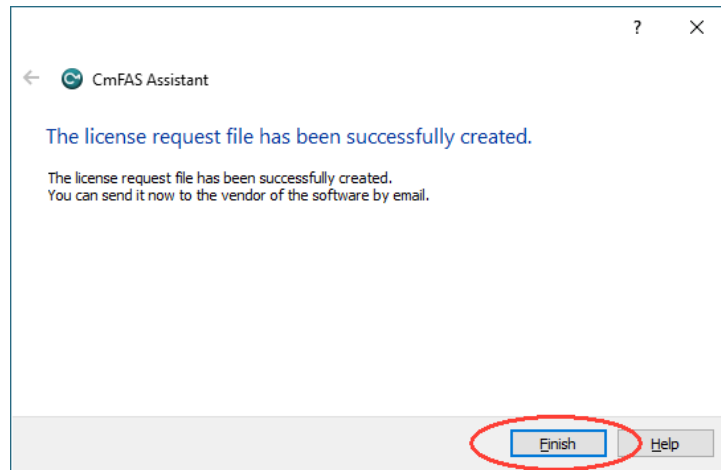 ?
CmFAS Assistant
The license request file has been successfully created.
The license request file has been successfully created.
You can send it now to the vendor of the software by email.
Finish
Help